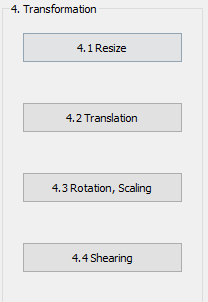 4. Transformation
4.1 Resize
4.2 Translation
4.3 Rotation, Scaling
4.4 Shearing